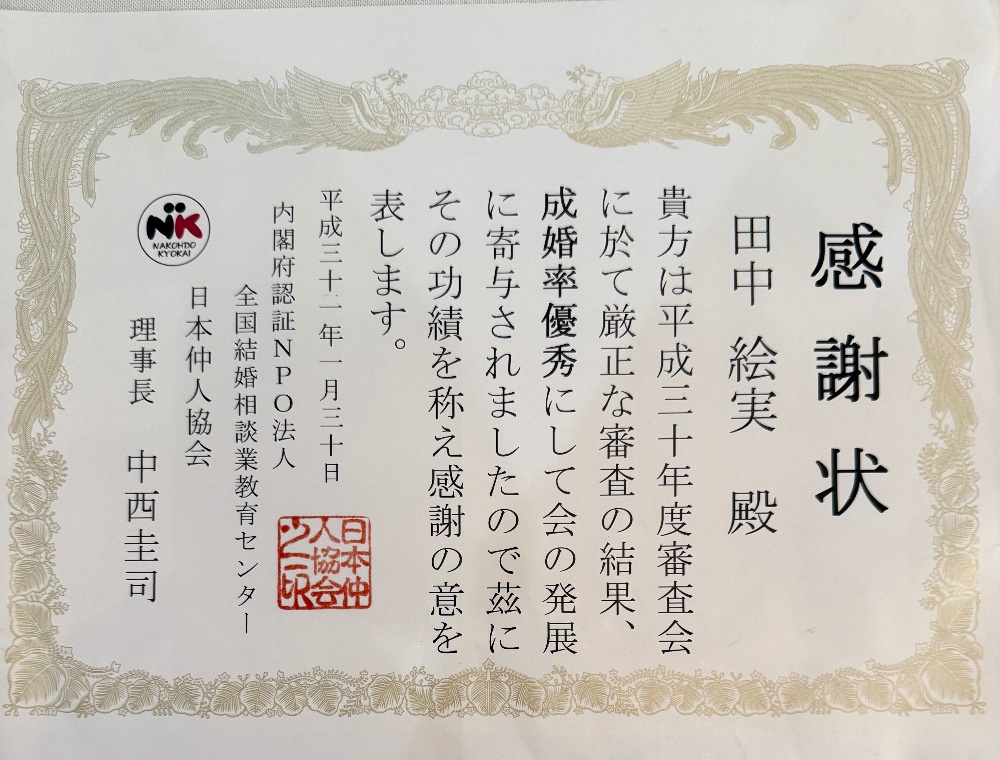 感謝状
田中 絵実 殿
貴方は平成三十年度審査会
に於て厳正な審査の結果、
成婚率優秀にして会の発展
に寄与されましたので茲に
その功績を称え感謝の意を
表します。
平成三十一年一月三十日
内閣府認証NPO法人
全国結婚相談業教育センター
日本仲人協会
理事長 中西圭司
NK
NAKOHDO
KYOKAI
日本仲
人協会